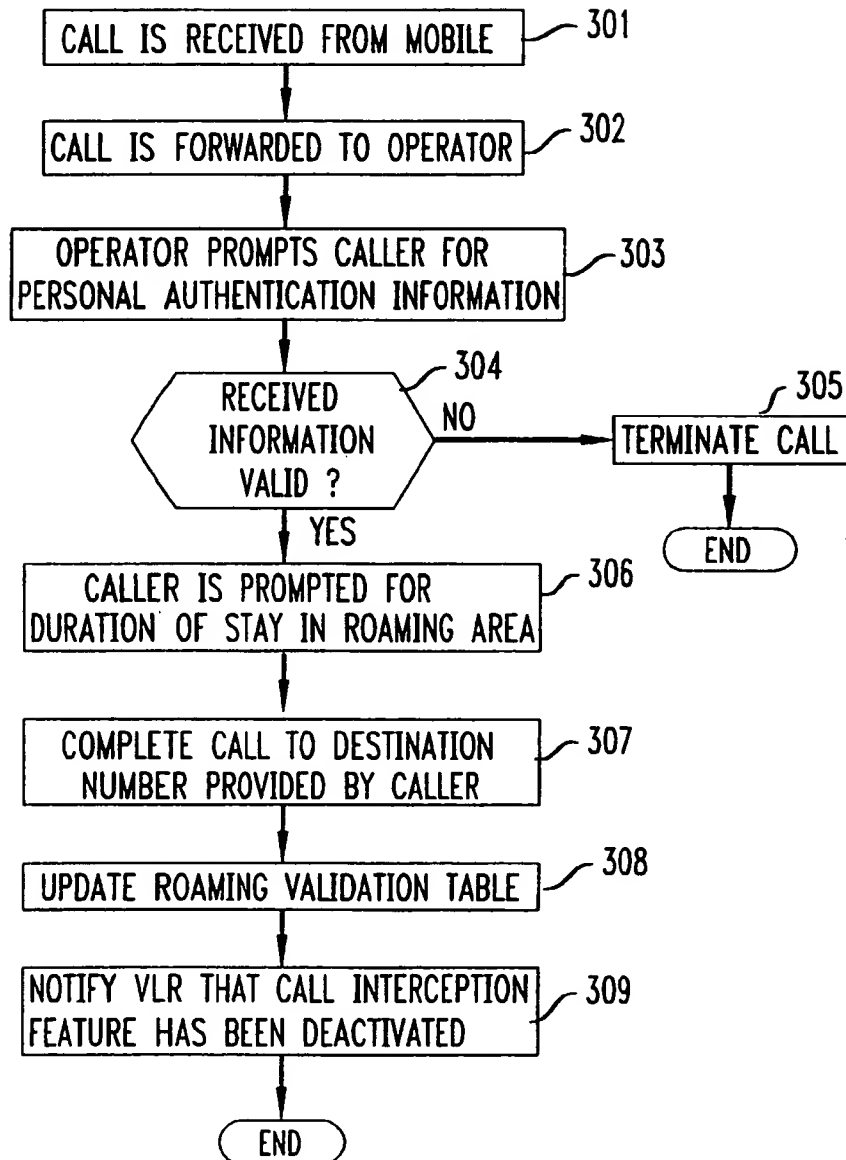 CALL IS RECEIVED FROM MOBILE
301
CALL IS FORWARDED TO OPERATOR
302
OPERATOR PROMPTS CALLER FOR
PERSONAL AUTHENTICATION INFORMATION
303
RECEIVED
INFORMATION
VALID ?
304
NO
305
TERMINATE CALL
END
YES
CALLER IS PROMPTED FOR
DURATION OF STAY IN ROAMING AREA
306
COMPLETE CALL TO DESTINATION
NUMBER PROVIDED BY CALLER
307
UPDATE ROAMING VALIDATION TABLE
308
NOTIFY VLR THAT CALL INTERCEPTION
FEATURE HAS BEEN DEACTIVATED
309
END